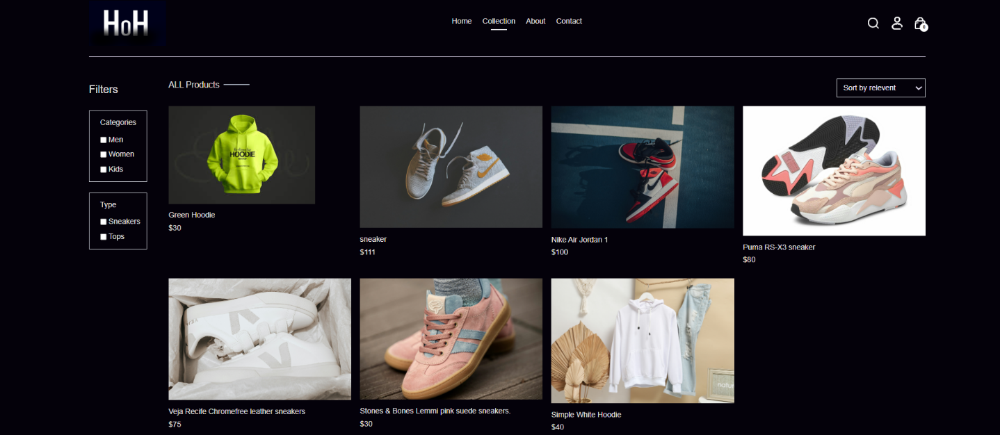 HoH
Home Collection About Contact
0
Filters
ALL Products
Sort by relevent
Categories
Men
Women
Kids
Type
Sneakers
Tops
HOODIE
Green Hoodie
$30
sneaker
$111
Nike Air Jordan 1
$100
Puma RS-X3 sneaker
$80
VEJA
Veja Recife Chromefree leather sneakers
$75
Stones & Bones Lemmi pink suede sneakers.
$30
natur
Simple White Hoodie
$40